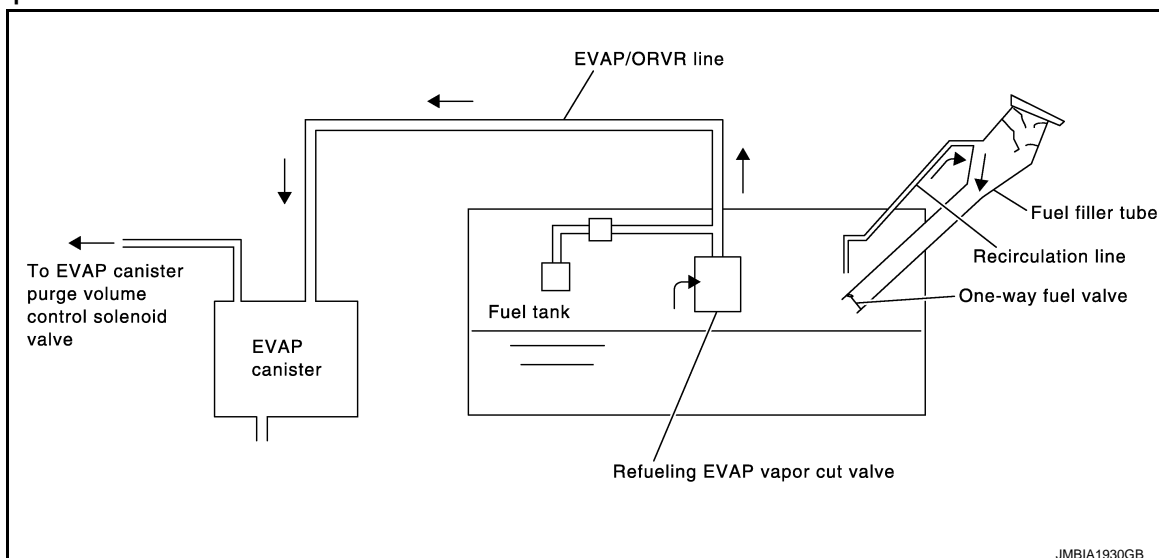 EVAP/ORVR line
Fuel filler tube
Recirculation line
One-way fuel valve
To EVAP canister
purge volume
control solenoid
valve
Fuel tank
EVAP
canister
Refueling EVAP vapor cut valve
JMBIA1930GB